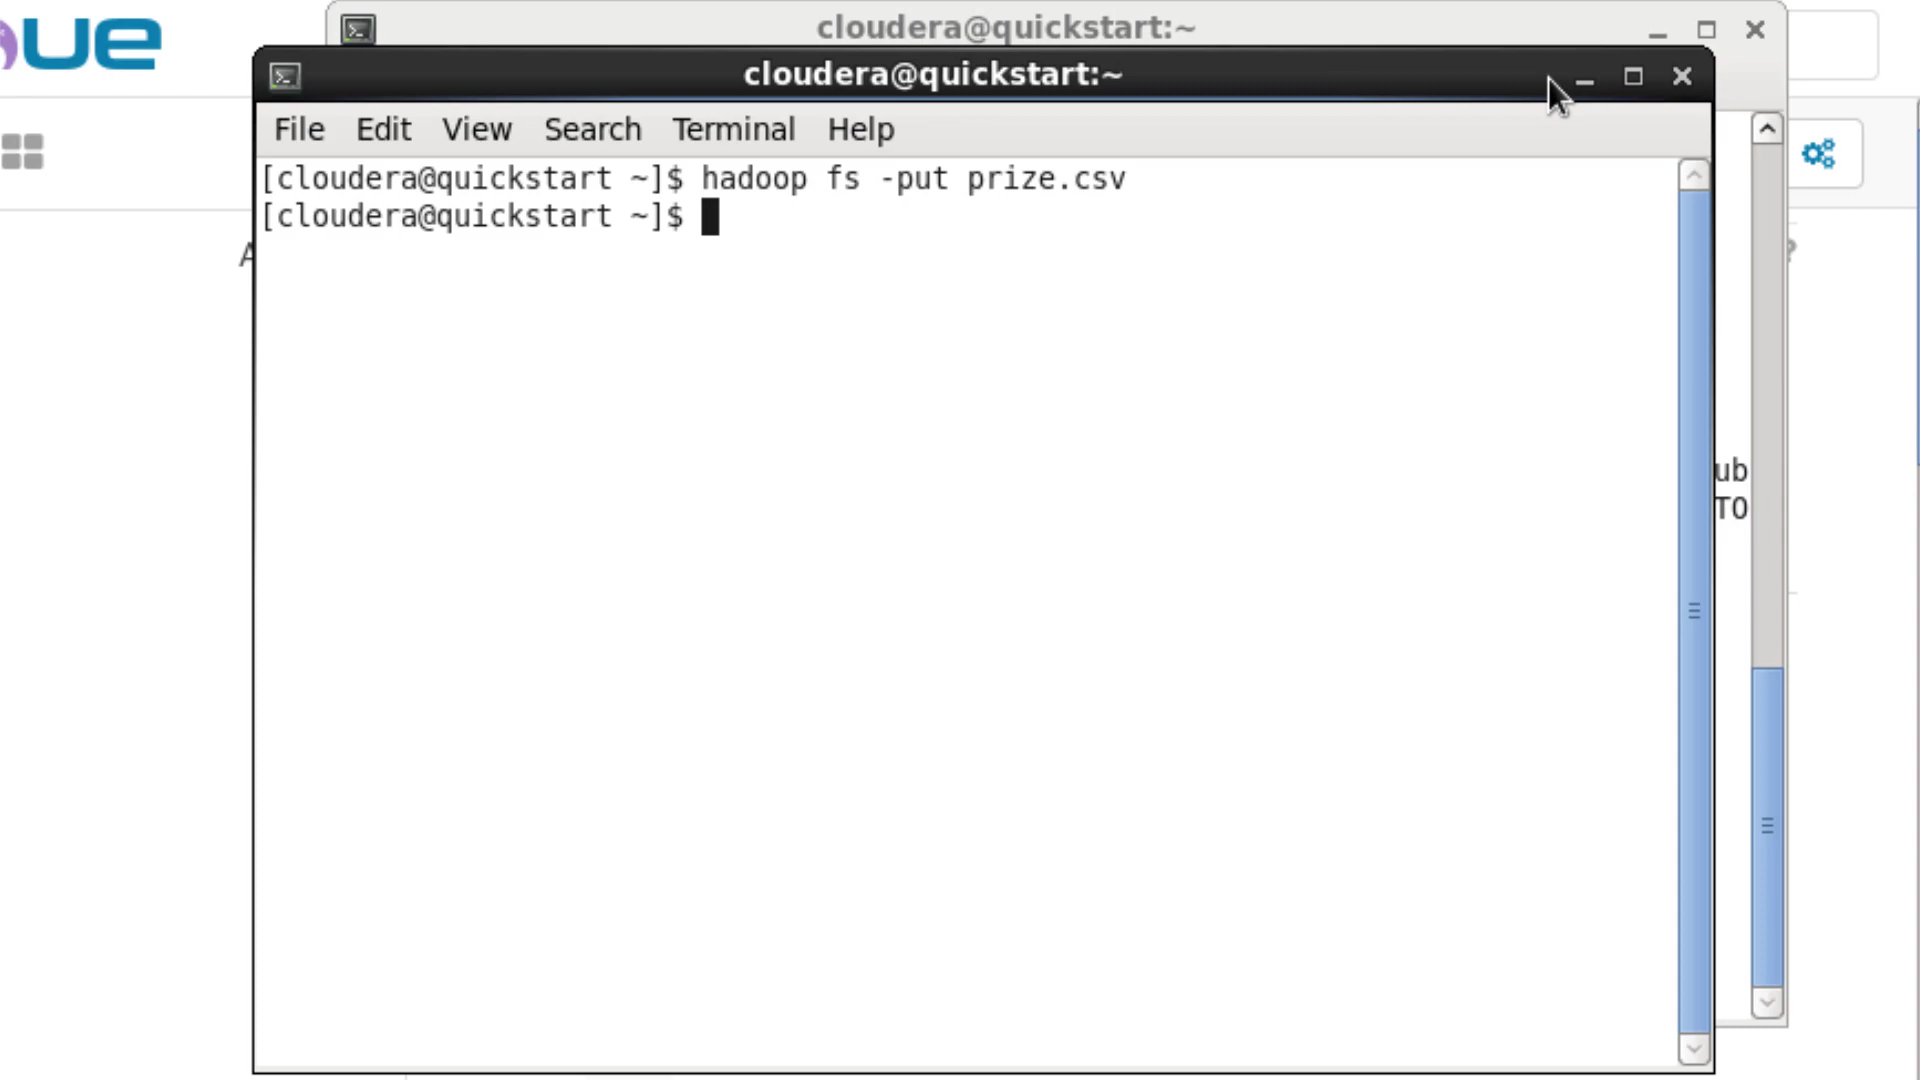 ue
cloudera@quickstart:~
cloudera@quickstart:~
File Edit View Search Terminal Help
[cloudera@quickstart ~]$ hadoop fs -put prize.csv
[cloudera@quickstart ~]$
A
?
ub
TO